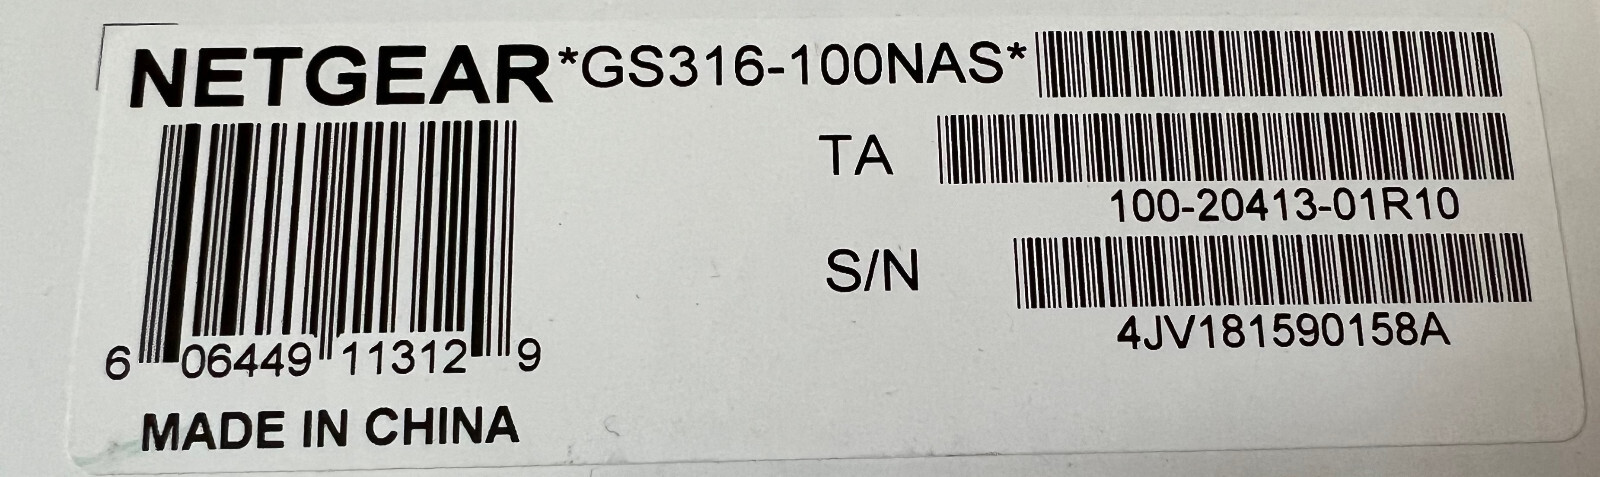 NETGEAR *GS316-100NAS*
TA
100-20413-01R10
S/N
4JV181590158A
6 06449 11312 9
MADE IN CHINA